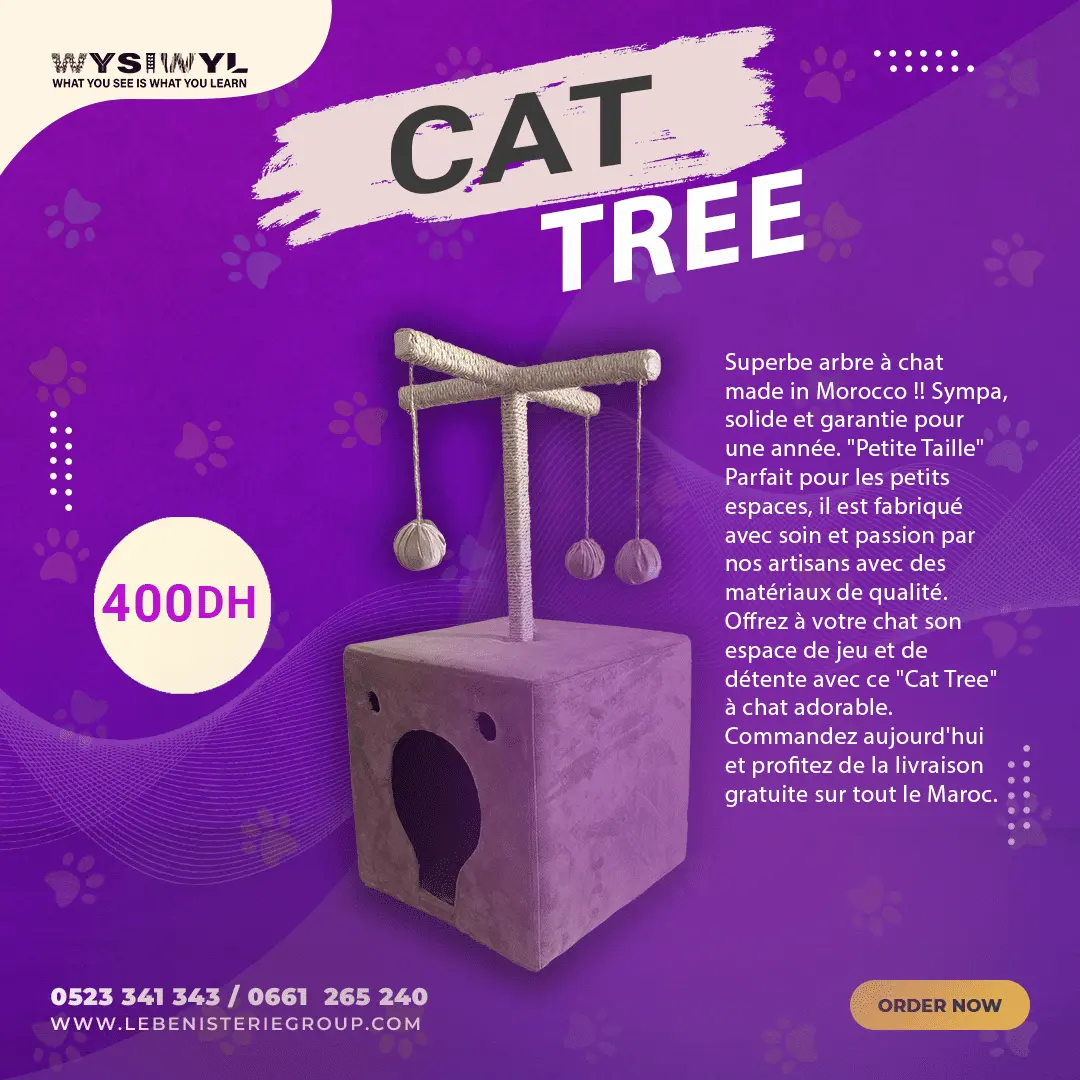 WYSIWYL
WHAT YOU SEE IS WHAT YOU LEARN
CAT
TREE
Superbe arbre à chat
made in Morocco !! Sympa,
solide et garantie pour
une année. "Petite Taille"
Parfait pour les petits
espaces, il est fabriqué
avec soin et passion par
nos artisans avec des
matériaux de qualité.
Offrez à votre chat son
espace de jeu et de
détente avec ce "Cat Tree"
à chat adorable.
Commandez aujourd'hui
et profitez de la livraison
gratuite sur tout le Maroc.
400DH
0523 341 343 / 0661 265 240
WWW.LEBENISTERIEGROUP.COM
ORDER NOW